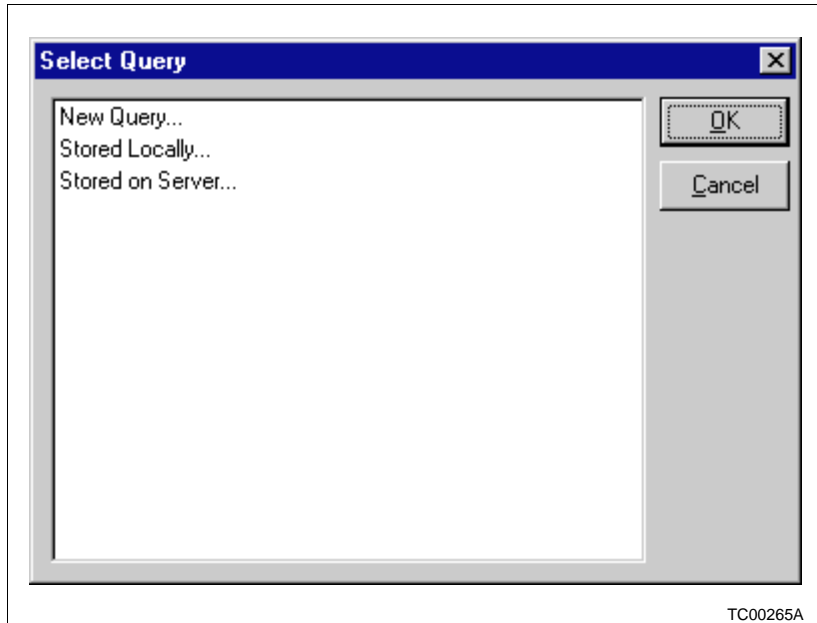 Select Query
New Query...
OK
Stored Locally...
Stored on Server...
Cancel
TC00265A